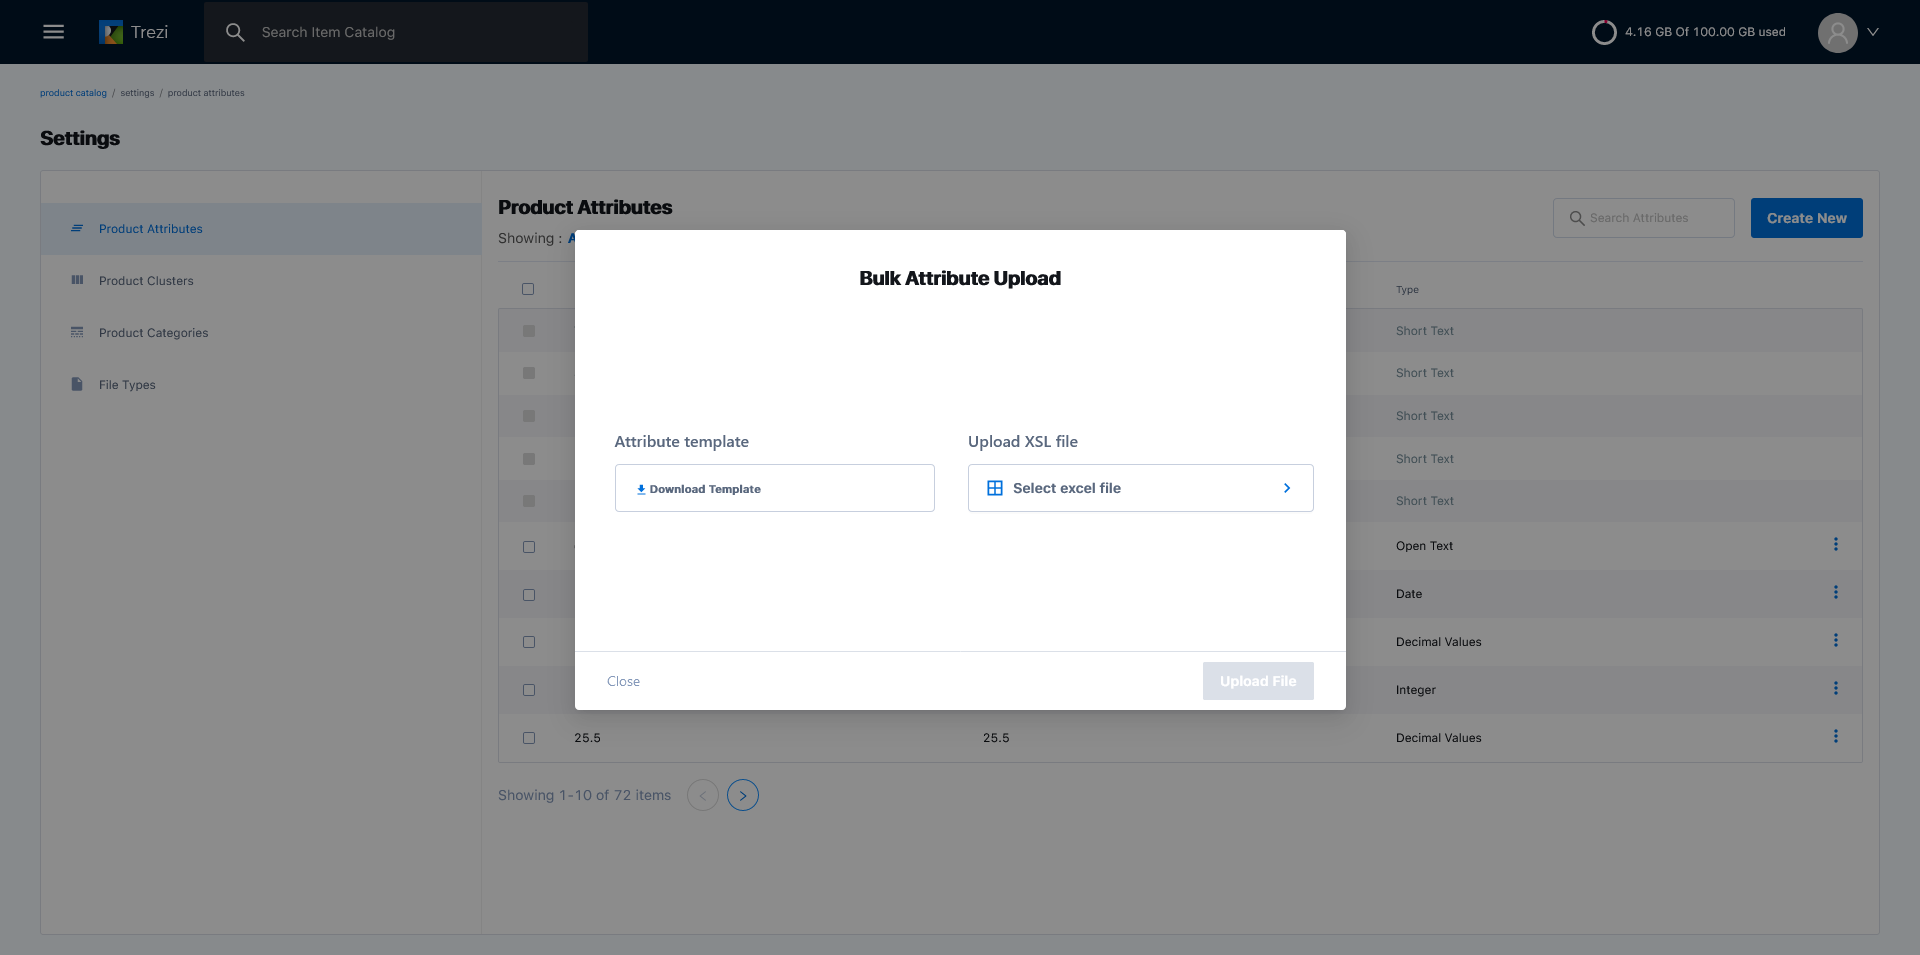 Trezi
Search Item Catalog
4.16 GB Of 100.00 GB used
product catalog / settings / product attributes
Settings
Product Attributes
Product Clusters
Product Categories
File Types
Product Attributes
Search Attributes
Create New
Showing :
Type
Short Text
Short Text
Short Text
Short Text
Short Text
Open Text
Date
Decimal Values
Integer
25.5 25.5 Decimal Values
Showing 1-10 of 72 items
Bulk Attribute Upload
Attribute template
Download Template
Upload XSL file
Select excel file
Close
Upload File